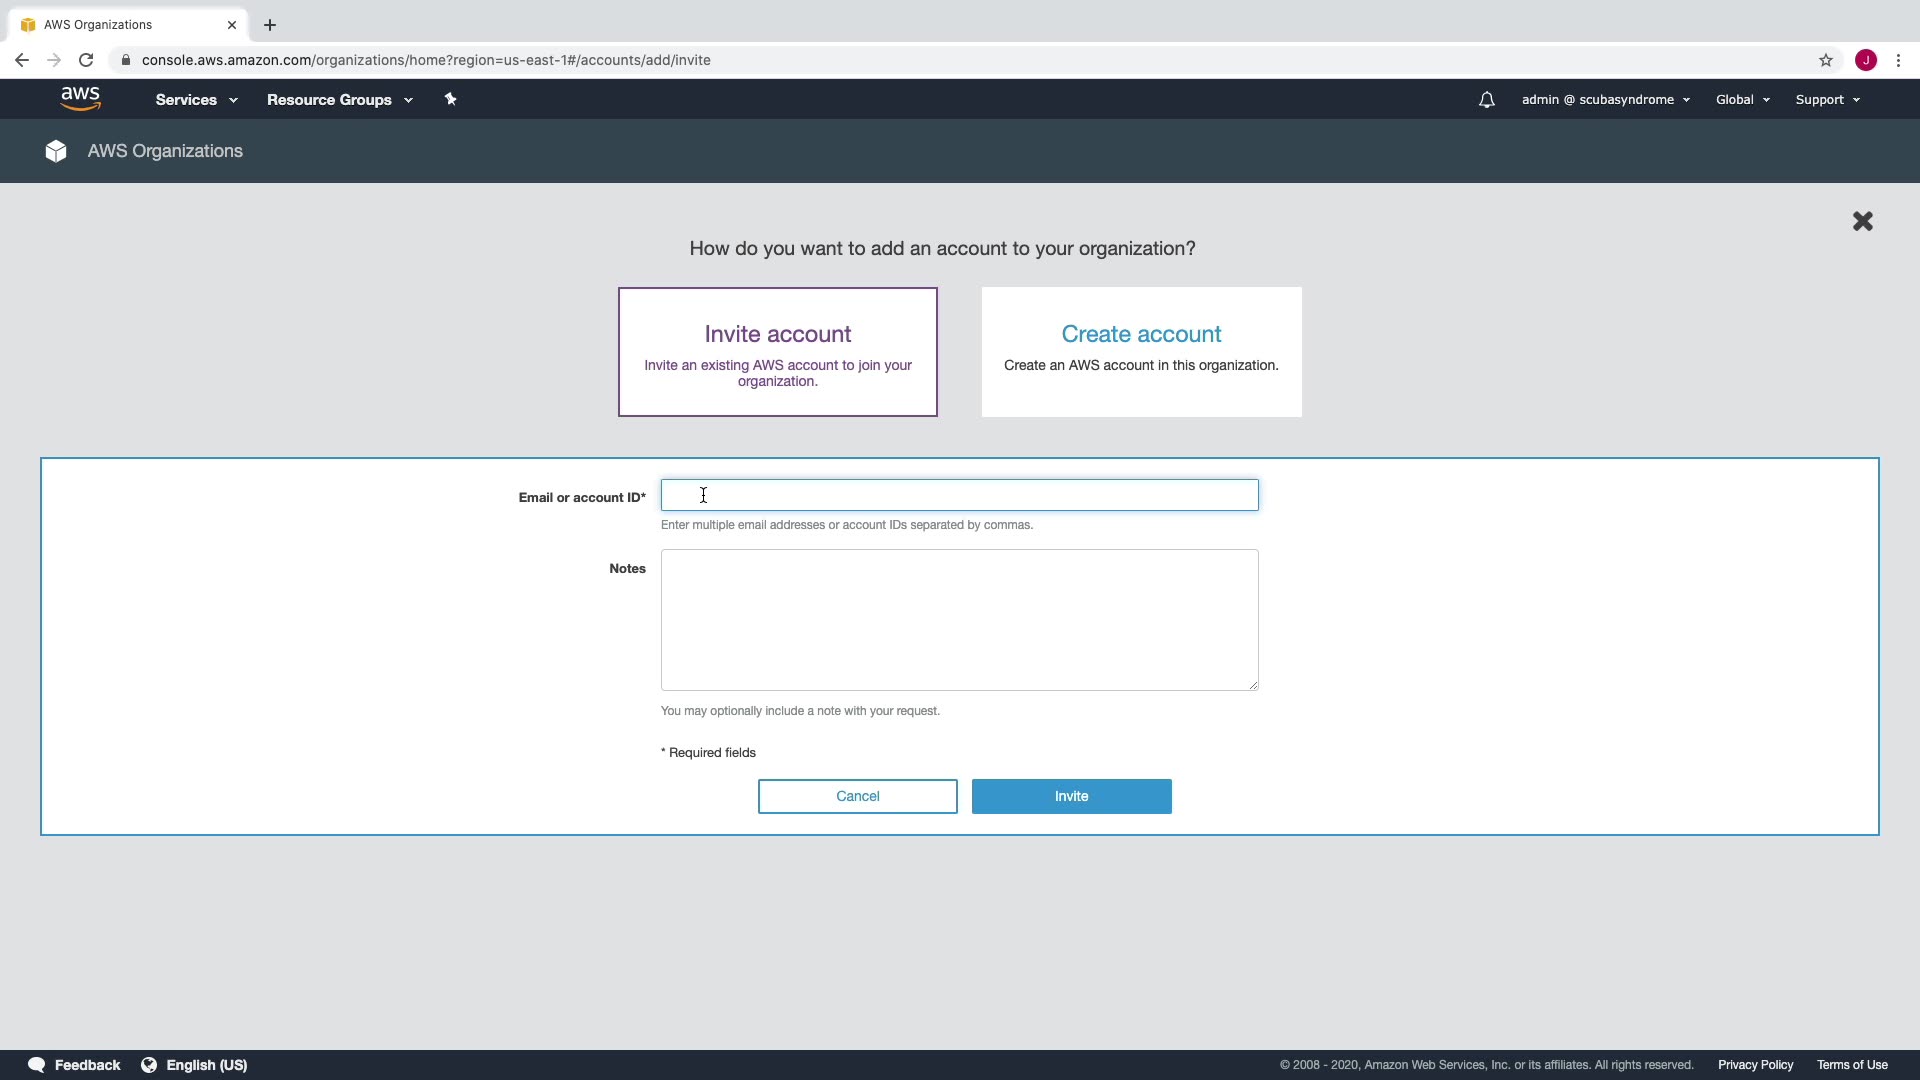 AWS Organizations
console.aws.amazon.com/organizations/home?region=us-east-1#/accounts/add/invite
J
aws
Services
Resource Groups
admin @ scubasyndrome
Global
Support
AWS Organizations
How do you want to add an account to your organization?
Invite account
Invite an existing AWS account to join your
organization.
Create account
Create an AWS account in this organization.
Email or account ID*
Enter multiple email addresses or account IDs separated by commas.
Notes
You may optionally include a note with your request.
* Required fields
Cancel
Invite
Feedback
English (US)
© 2008 - 2020, Amazon Web Services, Inc. or its affiliates. All rights reserved.
Privacy Policy
Terms of Use